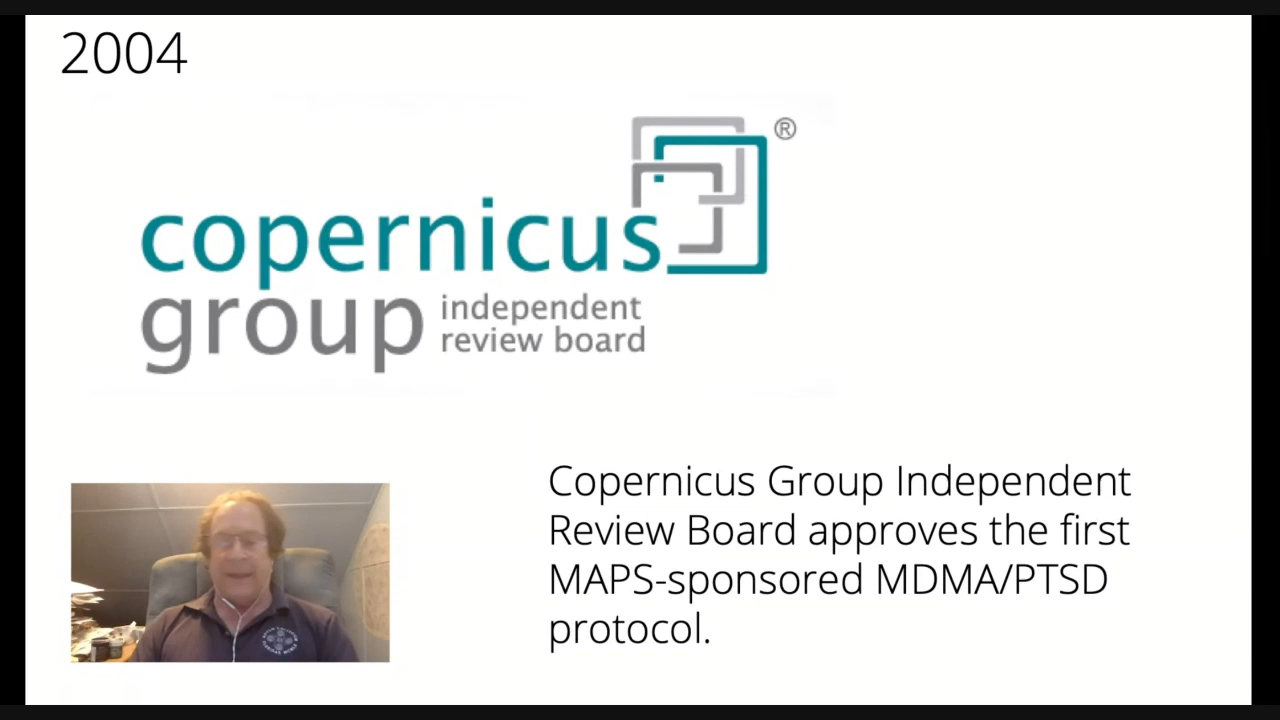 2004
®
copernicus
group independent
review board
Copernicus Group Independent
Review Board approves the first
MAPS-sponsored MDMA/PTSD
protocol.